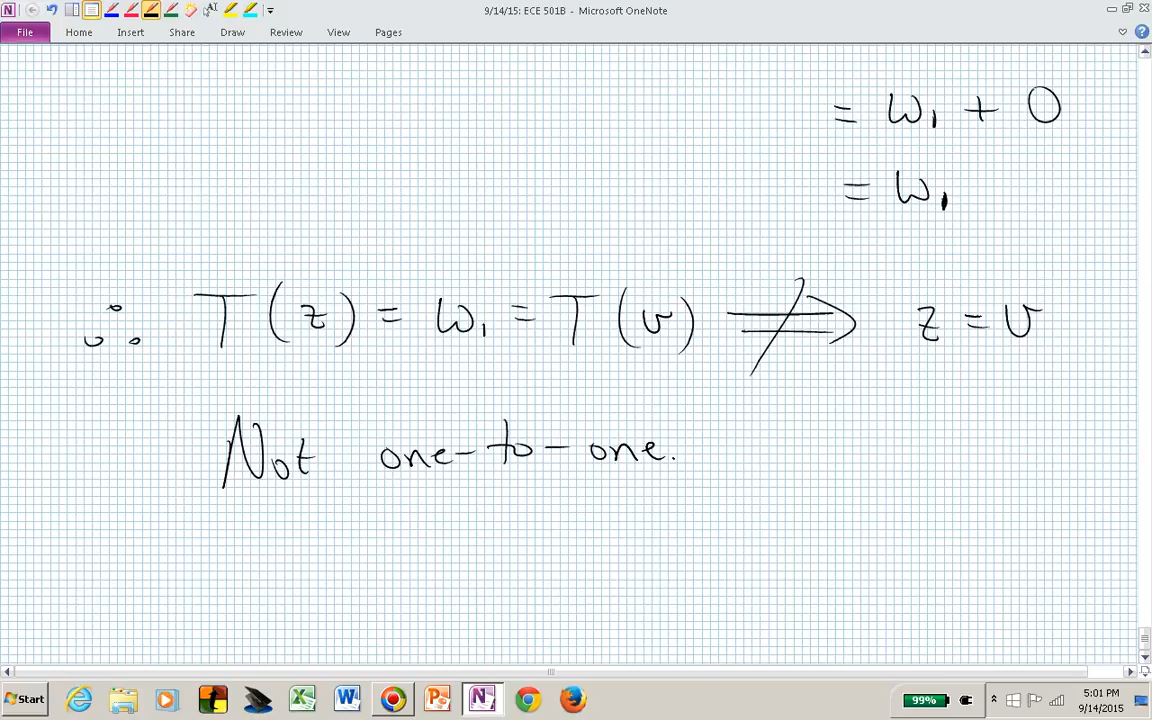 9/14/15: ECE 501B - Microsoft OneNote
File Home Insert Share Draw Review View Pages
= w₁ + 0
= w₁
∴ T(z) = w₁ = T(v) ⇏ z = v
Not one-to-one.
Start 99% 5:01 PM
9/14/2015